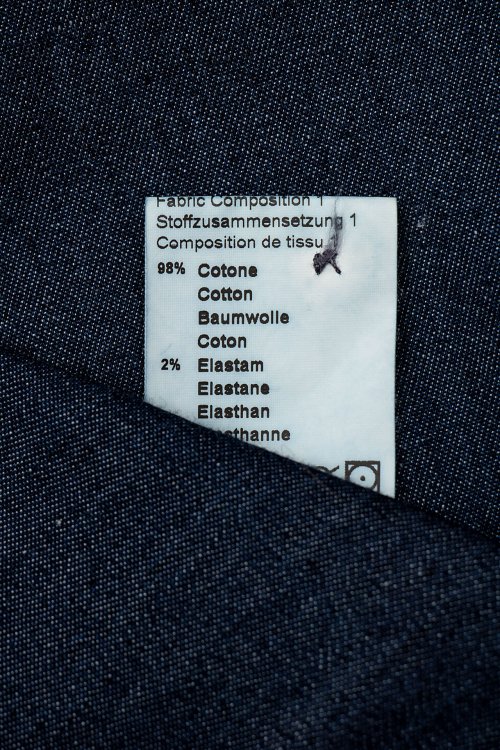 Fabric Composition 1
Stoffzusammensetzung 1
Composition de tissu
98% Cotone
Cotton
Baumwolle
Coton
2% Elastam
Elastane
Elasthan